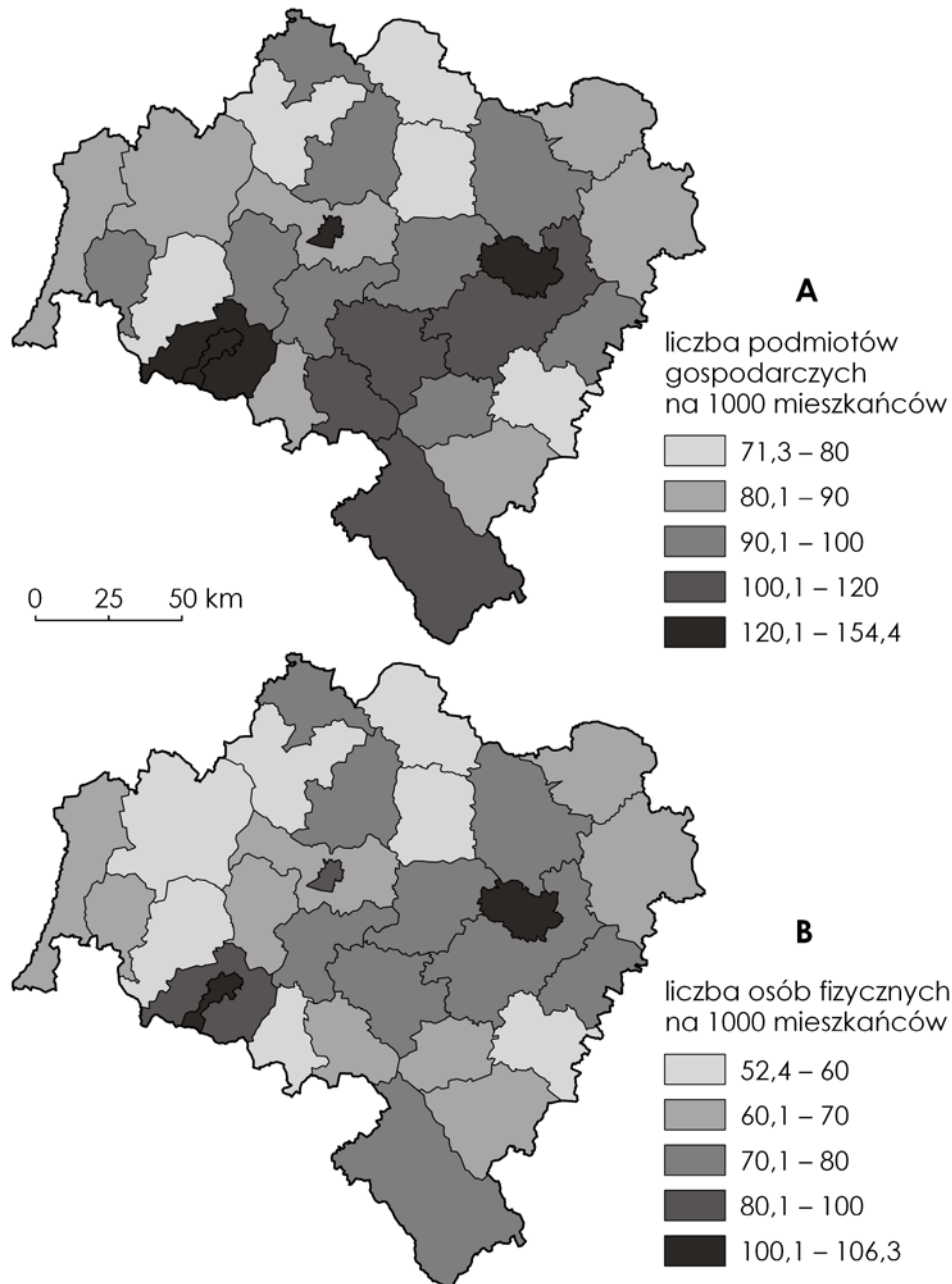 A
liczba podmiotów
gospodarczych
na 1000 mieszkańców
71,3 – 80
80,1 – 90
90,1 – 100
100,1 – 120
120,1 – 154,4
0 25 50 km
B
liczba osób fizycznych
na 1000 mieszkańców
52,4 – 60
60,1 – 70
70,1 – 80
80,1 – 100
100,1 – 106,3